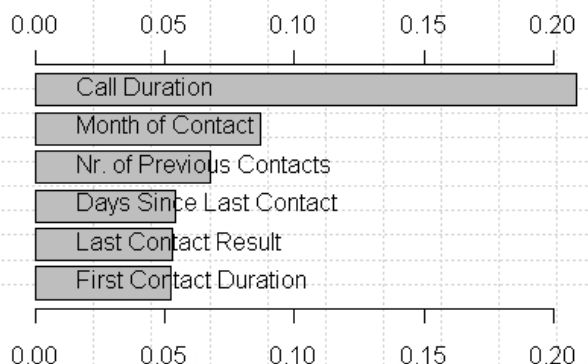 0.00 0.05 0.10 0.15 0.20
Call Duration
Month of Contact
Nr. of Previous Contacts
Days Since Last Contact
Last Contact Result
First Contact Duration
0.00 0.05 0.10 0.15 0.20